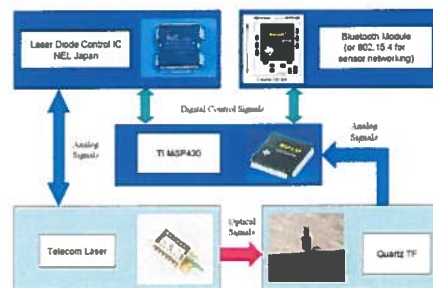 Laser Diode Control IC
NEL Japan
Bluetooth Module
(or 802.15.4 for
sensor networking)
Digital Control Signals
Analog
Signals
Analog
Signals
TI MSP430
Optical
Signals
Telecom Laser
Quartz TF